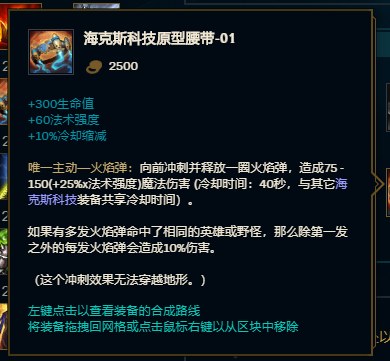 海克斯科技原型腰带-01
2500
+300生命值
+60法术强度
+10%冷却缩减
唯一主动—火焰弹：向前冲刺并释放一圈火焰弹，造成75-
150(+25%x法术强度)魔法伤害 (冷却时间：40秒，与其它海
克斯科技装备共享冷却时间）。
如果有多发火焰弹命中了相同的英雄或野怪，那么除第一发
之外的每发火焰弹会造成10%伤害。
（这个冲刺效果无法穿越地形。）
左键点击以查看装备的合成路线
将装备拖拽回网格或点击鼠标右键以从区块中移除